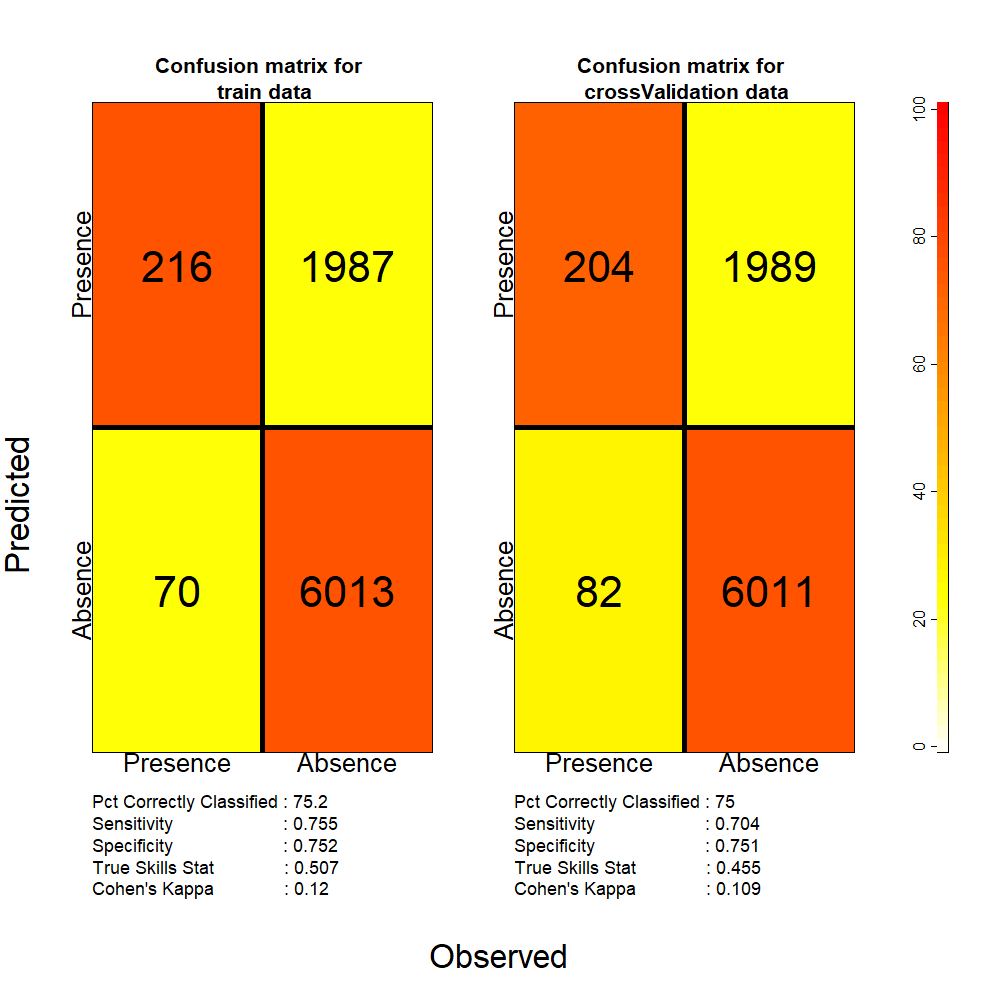 Confusion matrix for
train data
Presence
216
1987
Absence
70
6013
Presence Absence
Pct Correctly Classified : 75.2
Sensitivity : 0.755
Specificity : 0.752
True Skills Stat : 0.507
Cohen's Kappa : 0.12
Confusion matrix for
crossValidation data
Presence
204
1989
Absence
82
6011
Presence Absence
Pct Correctly Classified : 75
Sensitivity : 0.704
Specificity : 0.751
True Skills Stat : 0.455
Cohen's Kappa : 0.109
100
80
60
40
20
0
Predicted
Observed